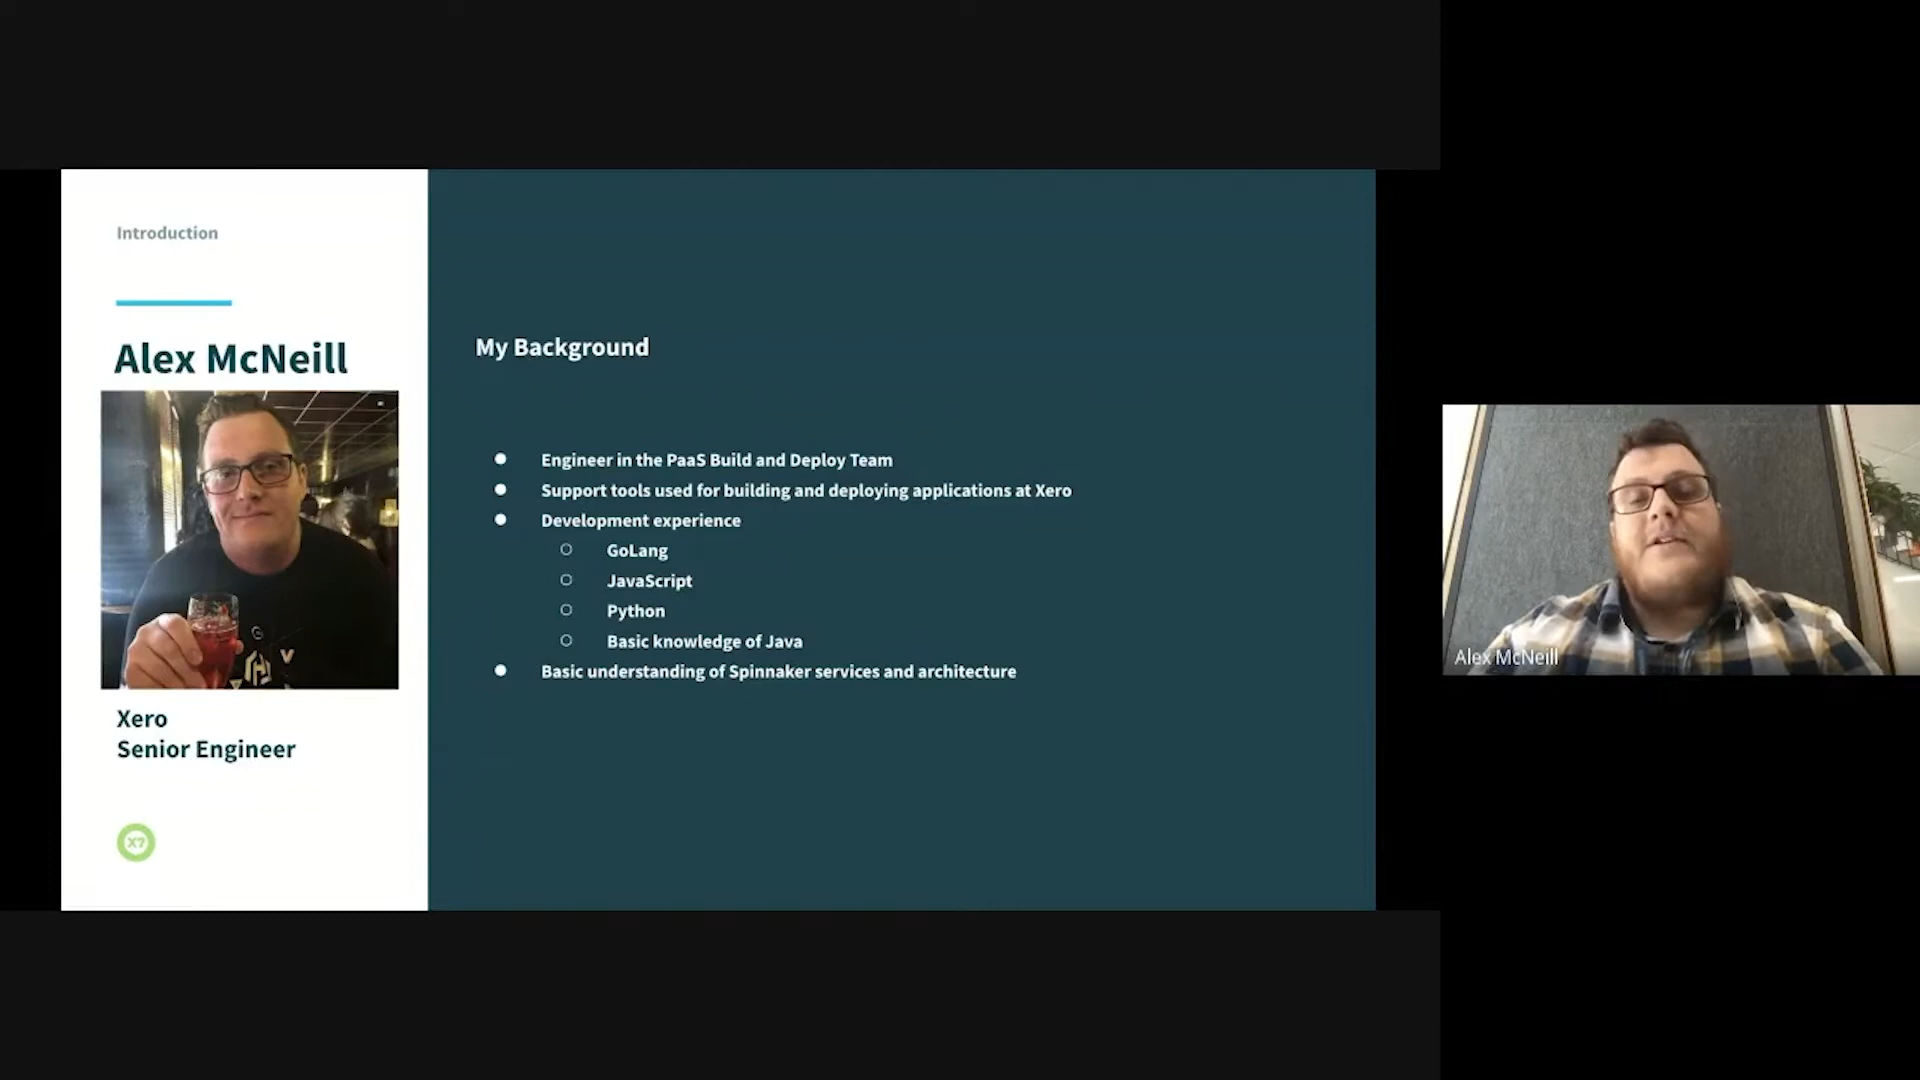 Introduction
Alex McNeill
Xero
Senior Engineer
X7
My Background
Engineer in the PaaS Build and Deploy Team
Support tools used for building and deploying applications at Xero
Development experience
GoLang
JavaScript
Python
Basic knowledge of Java
Basic understanding of Spinnaker services and architecture
Alex McNeill